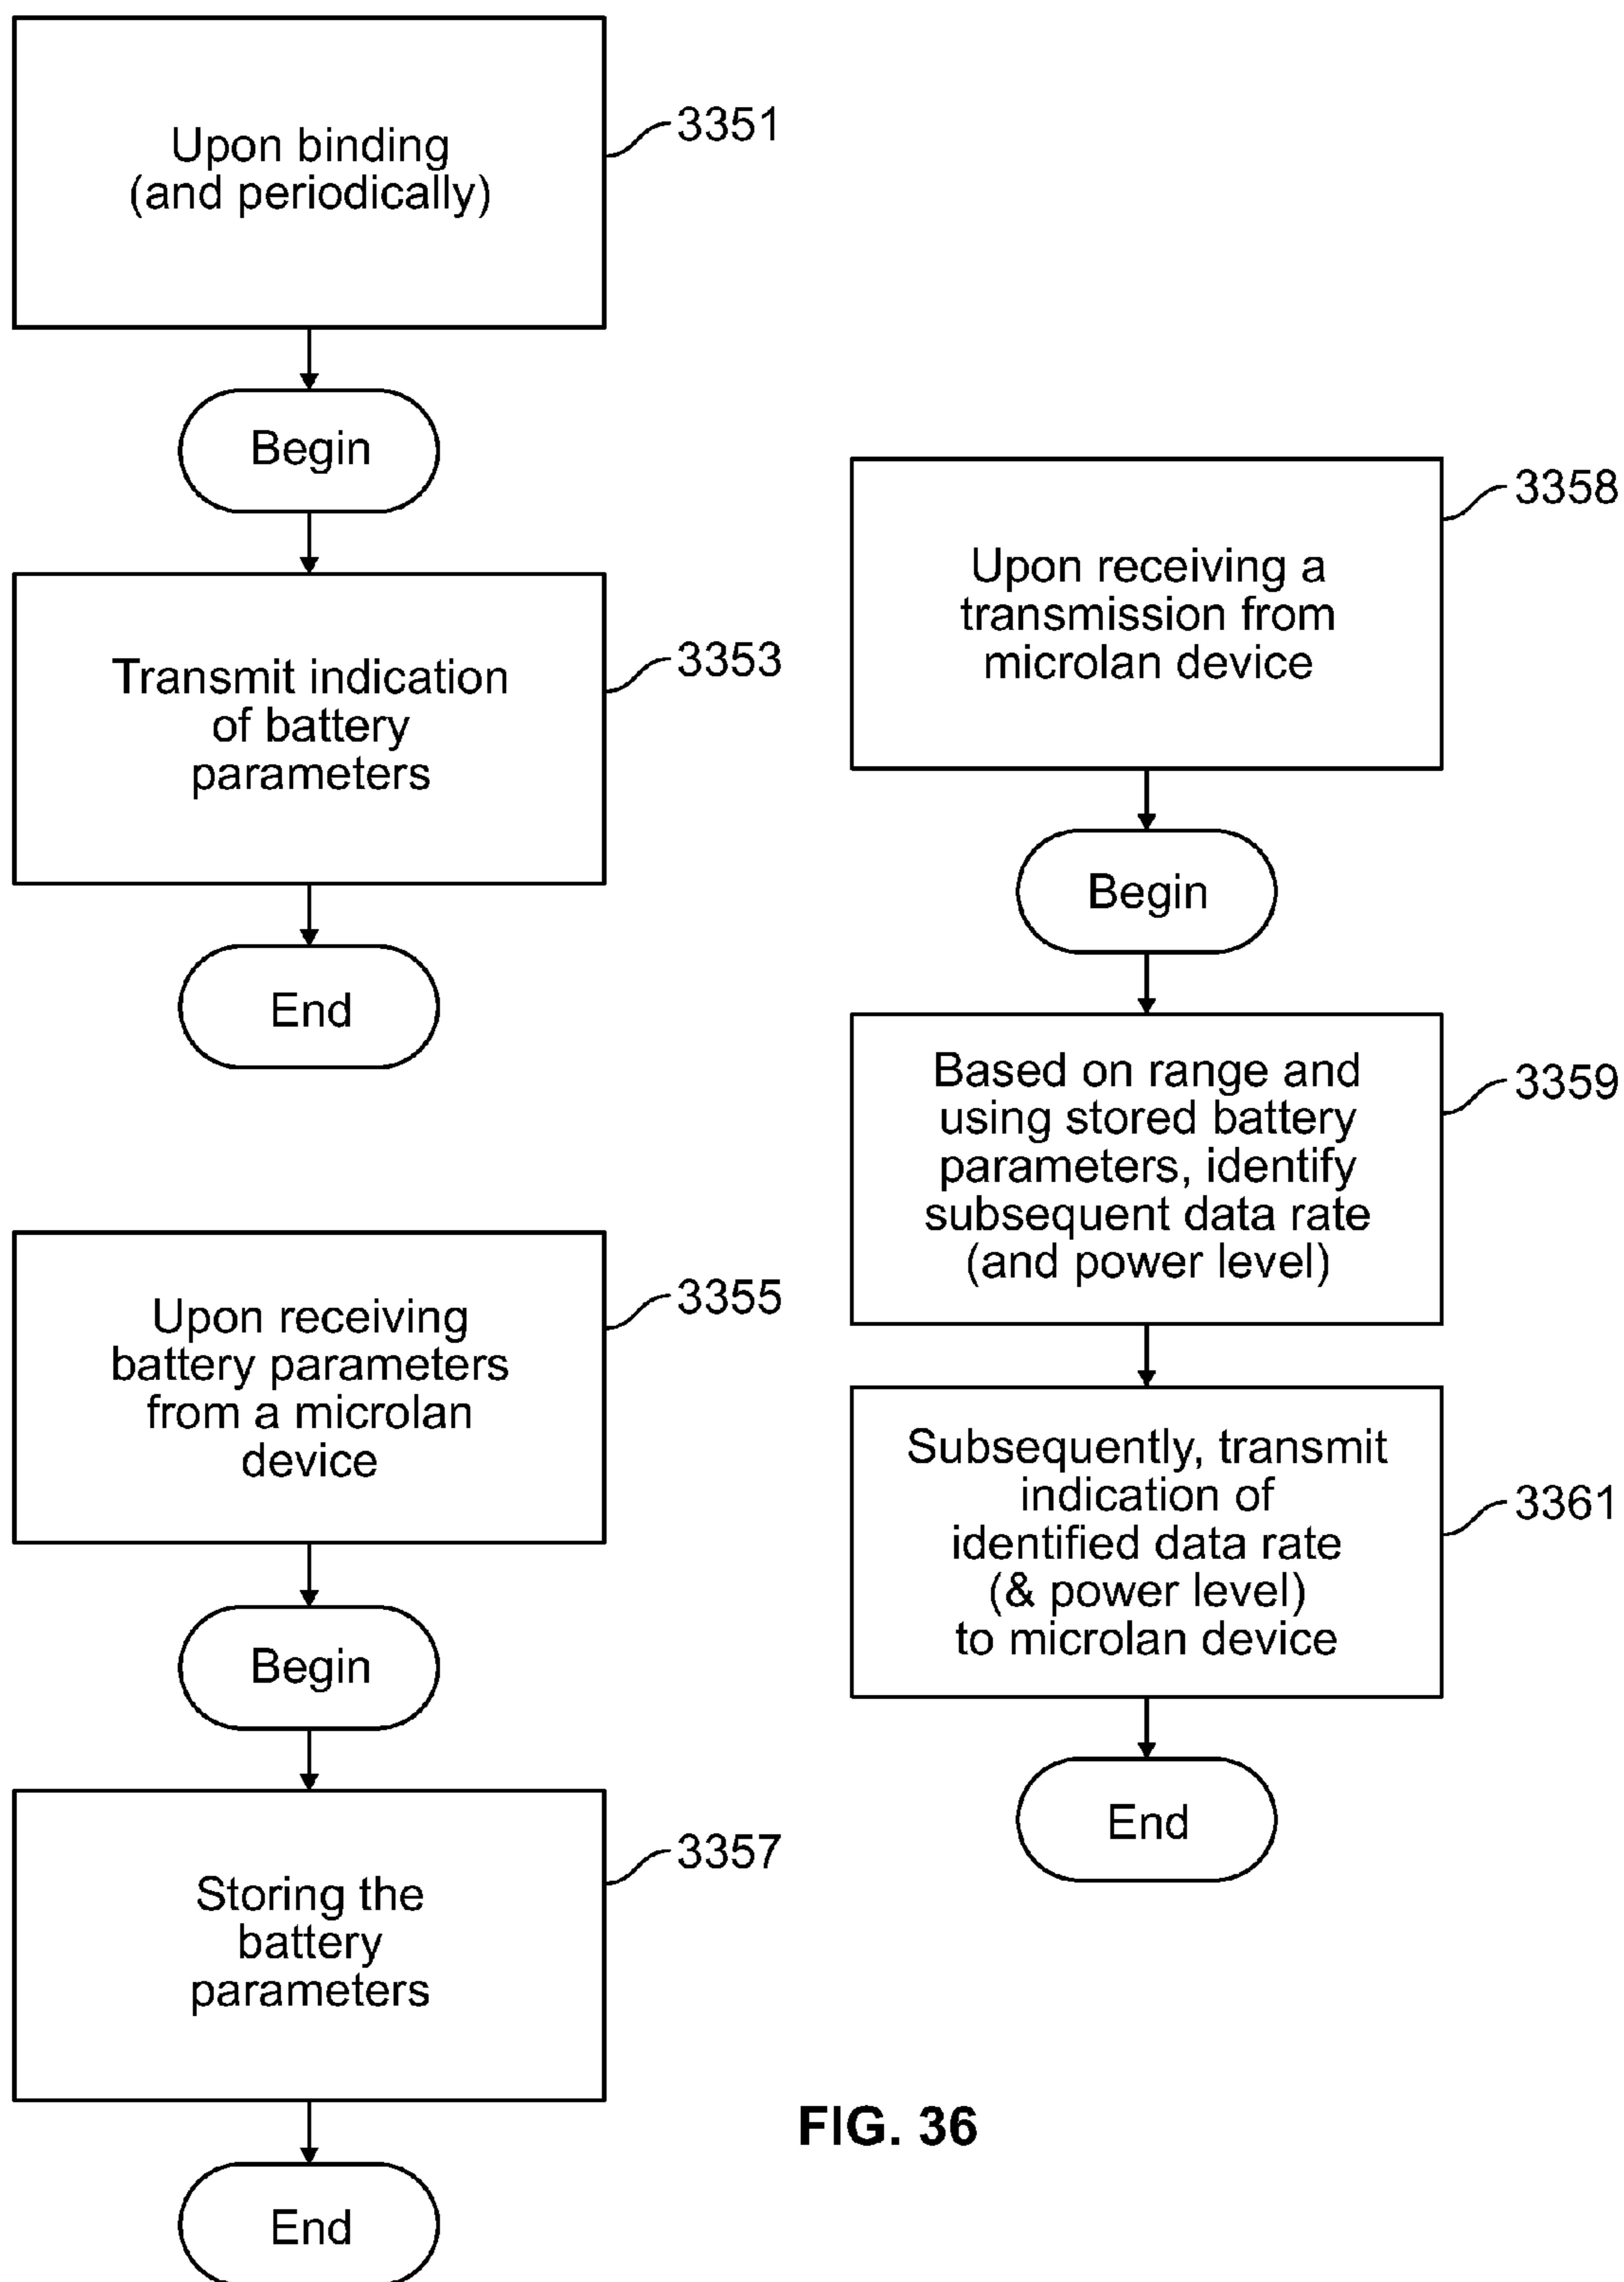 Upon binding
(and periodically)
3351
Begin
Transmit indication
of battery
parameters
3353
End
Upon receiving
battery parameters
from a microlan
device
3355
Begin
Storing the
battery
parameters
3357
End
Upon receiving a
transmission from
microlan device
3358
Begin
Based on range and
using stored battery
parameters, identify
subsequent data rate
(and power level)
3359
Subsequently, transmit
indication of
identified data rate
(& power level)
to microlan device
3361
End
FIG. 36